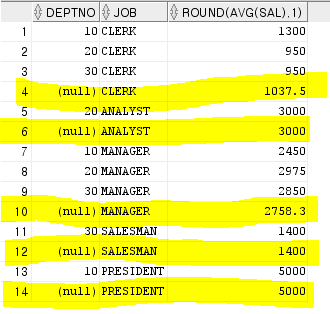 DEPTNO JOB ROUND(AVG(SAL),1)
1 10 CLERK 1300
2 20 CLERK 950
3 30 CLERK 950
4 (null) CLERK 1037.5
5 20 ANALYST 3000
6 (null) ANALYST 3000
7 10 MANAGER 2450
8 20 MANAGER 2975
9 30 MANAGER 2850
10 (null) MANAGER 2758.3
11 30 SALESMAN 1400
12 (null) SALESMAN 1400
13 10 PRESIDENT 5000
14 (null) PRESIDENT 5000